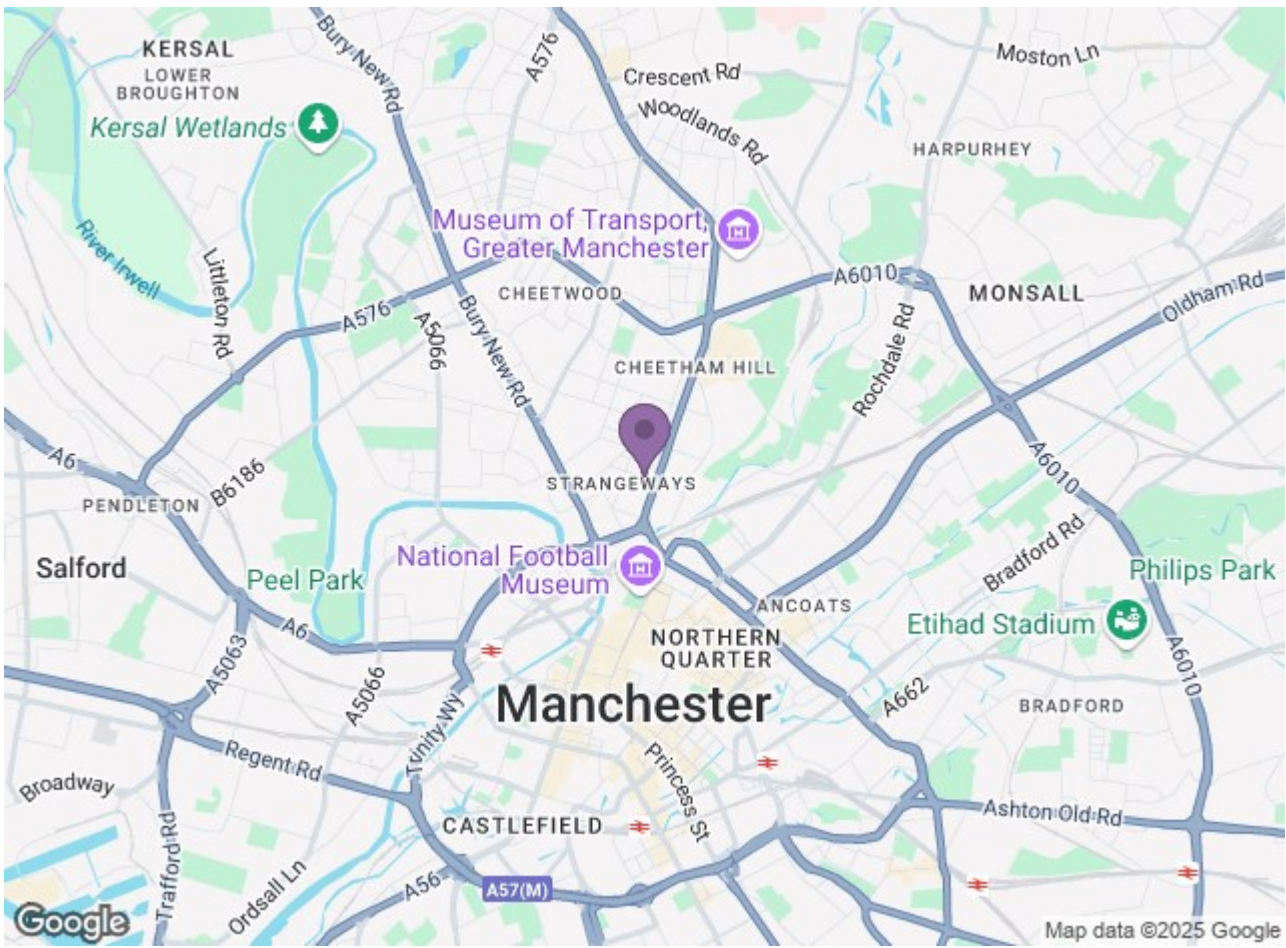 KERSAL
LOWER
BROUGHTON
Kersal Wetlands
Bury New Rd
A576
Crescent Rd
Woodlands Rd
Moston Ln
HARPURHEY
Museum of Transport,
Greater Manchester
River Irwell
Littleton Rd
A576
CHEETWOOD
A5066
Bury New Rd
A6010
MONSALL
Oldham Rd
Rochdale Rd
CHEETHAM HILL
A6
B6186
PENDLETON
STRANGEWAYS
A6010
Salford
Peel Park
National Football
Museum
Bradford Rd
Philips Park
ANCOATS
Etihad Stadium
A6
A5063
A5066
NORTHERN
QUARTER
Manchester
A662
A6010
BRADFORD
Trinity Wy
Regent Rd
Broadway
Princess St
Trafford Rd
CASTLEFIELD
Ashton Old Rd
Ordsall Ln
A56
A57(M)
Google
Map data ©2025 Google